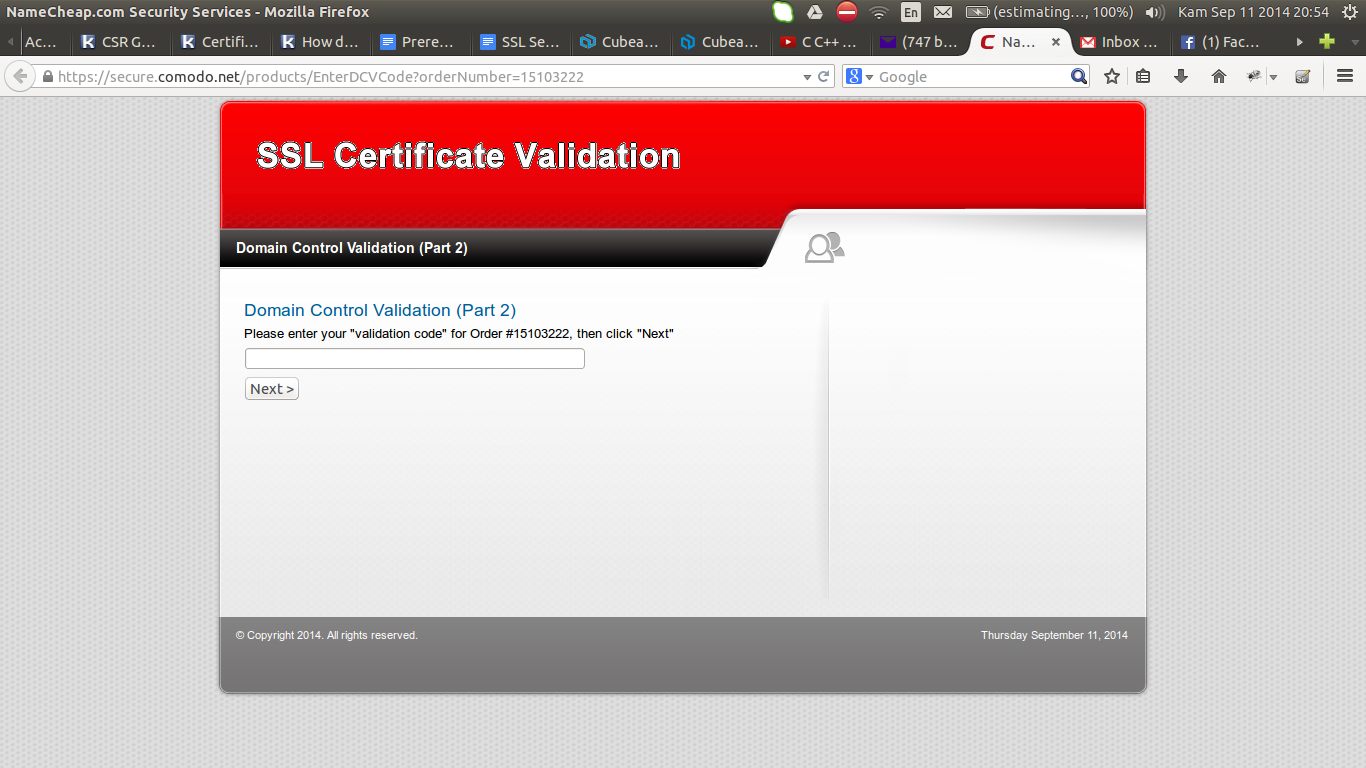 NameCheap.com Security Services - Mozilla Firefox
En
(estimating..., 100%)
Kam Sep 11 2014 20:54
Ac...
CSR G...
Certifi...
How d...
Prere...
SSL Se...
Cubea...
Cubea...
C C++ ...
(747 b...
Na...
Inbox ...
(1) Fac...
https://secure.comodo.net/products/EnterDCVCode?orderNumber=15103222
Google
SSL Certificate Validation
Domain Control Validation (Part 2)
Domain Control Validation (Part 2)
Please enter your "validation code" for Order #15103222, then click "Next"
Next >
© Copyright 2014. All rights reserved.
Thursday September 11, 2014